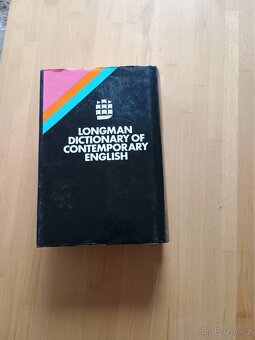 LONGMAN
DICTIONARY OF
CONTEMPORARY
ENGLISH